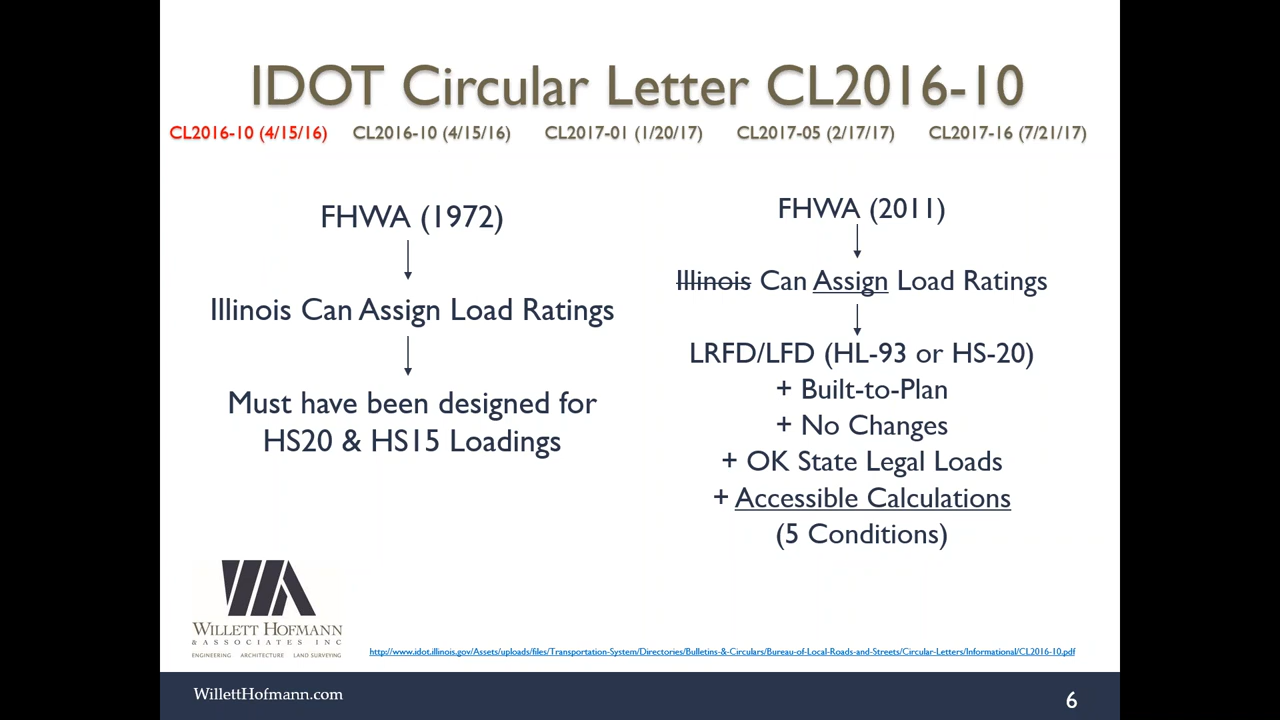 IDOT Circular Letter CL2016-10
CL2016-10 (4/15/16) CL2016-10 (4/15/16) CL2017-01 (1/20/17) CL2017-05 (2/17/17) CL2017-16 (7/21/17)
FHWA (1972)
Illinois Can Assign Load Ratings
Must have been designed for
HS20 & HS15 Loadings
FHWA (2011)
Illinois Can Assign Load Ratings
LRFD/LFD (HL-93 or HS-20)
+ Built-to-Plan
+ No Changes
+ OK State Legal Loads
+ Accessible Calculations
(5 Conditions)
WILLETT HOFMANN
& ASSOCIATES INC
ENGINEERING ARCHITECTURE LAND SURVEYING
http://www.idot.illinois.gov/Assets/uploads/files/Transportation-System/Directories/Bulletins-&-Circulars/Bureau-of-Local-Roads-and-Streets/Circular-Letters/Informational/CL2016-10.pdf
WillettHofmann.com
6